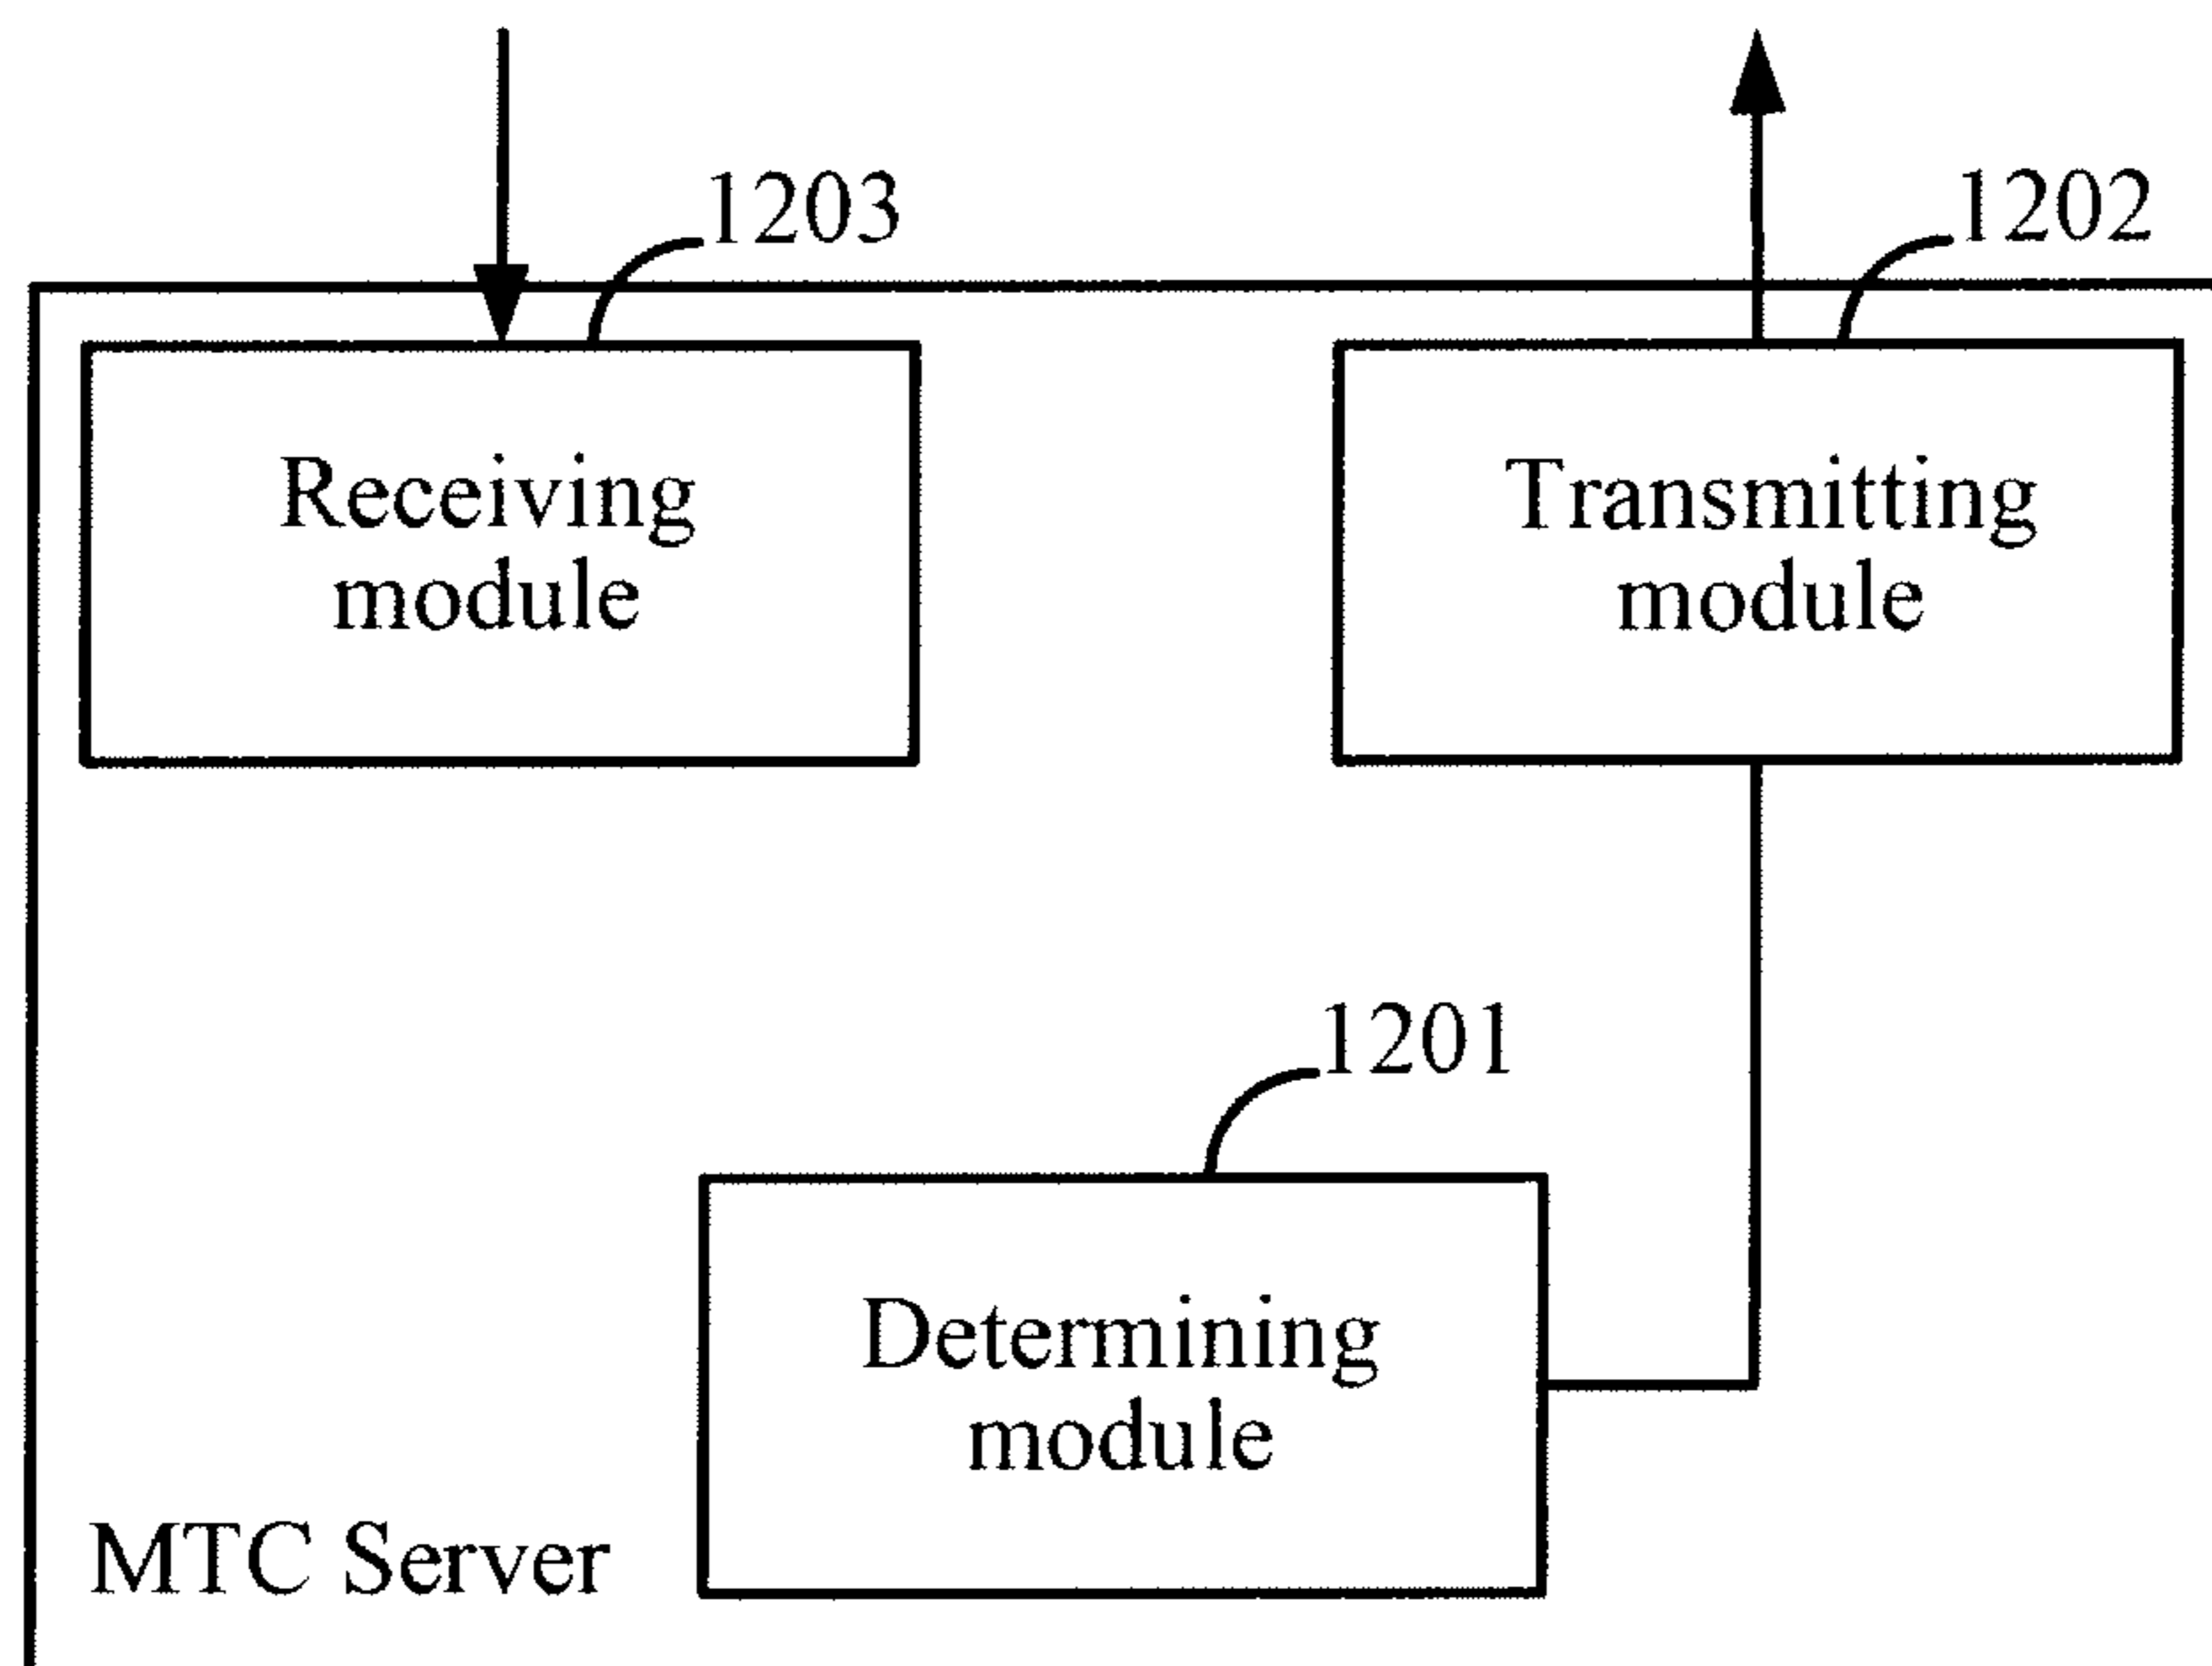 1203
1202
Receiving
module
Transmitting
module
1201
Determining
module
MTC Server